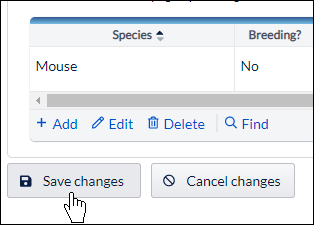 Species Breeding?
Mouse No
Add Edit Delete Find
Save changes Cancel changes